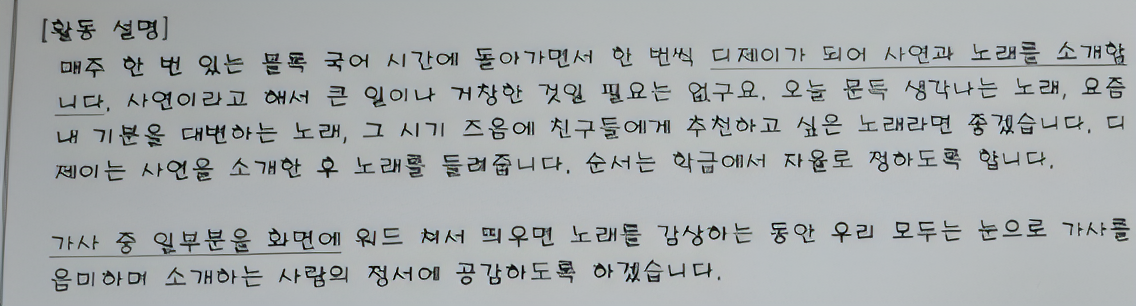 [활동 설명]
매주 한 번 있는 블록 국어 시간에 돌아가면서 한 번씩 디제이가 되어 사연과 노래를 소개합
니다. 사연이라고 해서 큰 일이나 거창한 것일 필요는 없구요. 오늘 문득 생각나는 노래, 요즘
내 기분을 대변하는 노래, 그 시기 즈음에 친구들에게 추천하고 싶은 노래라면 좋겠습니다. 디
제이는 사연을 소개한 후 노래를 들려줍니다. 순서는 학급에서 자율로 정하도록 합니다.
가사 중 일부분을 화면에 워드 쳐서 띄우면 노래를 감상하는 동안 우리 모두는 눈으로 가사를
음미하며 소개하는 사람의 정서에 공감하도록 하겠습니다.